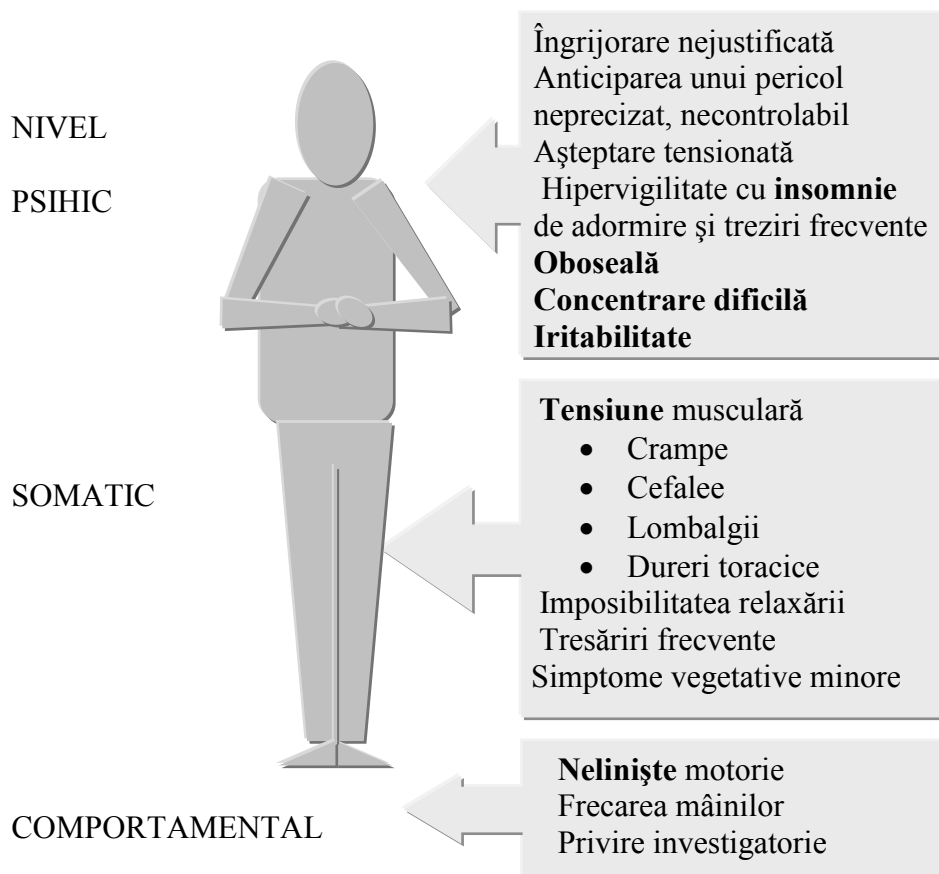 NIVEL
PSIHIC
Îngrijorare nejustificată
Anticiparea unui pericol
neprecizat, necontrolabil
Aşteptare tensionată
Hipervigilitate cu insomnie
de adormire şi treziri frecvente
Oboseală
Concentrare dificilă
Iritabilitate
SOMATIC
Tensiune musculară
• Crampe
• Cefalee
• Lombalgii
• Dureri toracice
Imposibilitatea relaxării
Tresăriri frecvente
Simptome vegetative minore
COMPORTAMENTAL
Nelinişte motorie
Frecarea mâinilor
Privire investigatorie